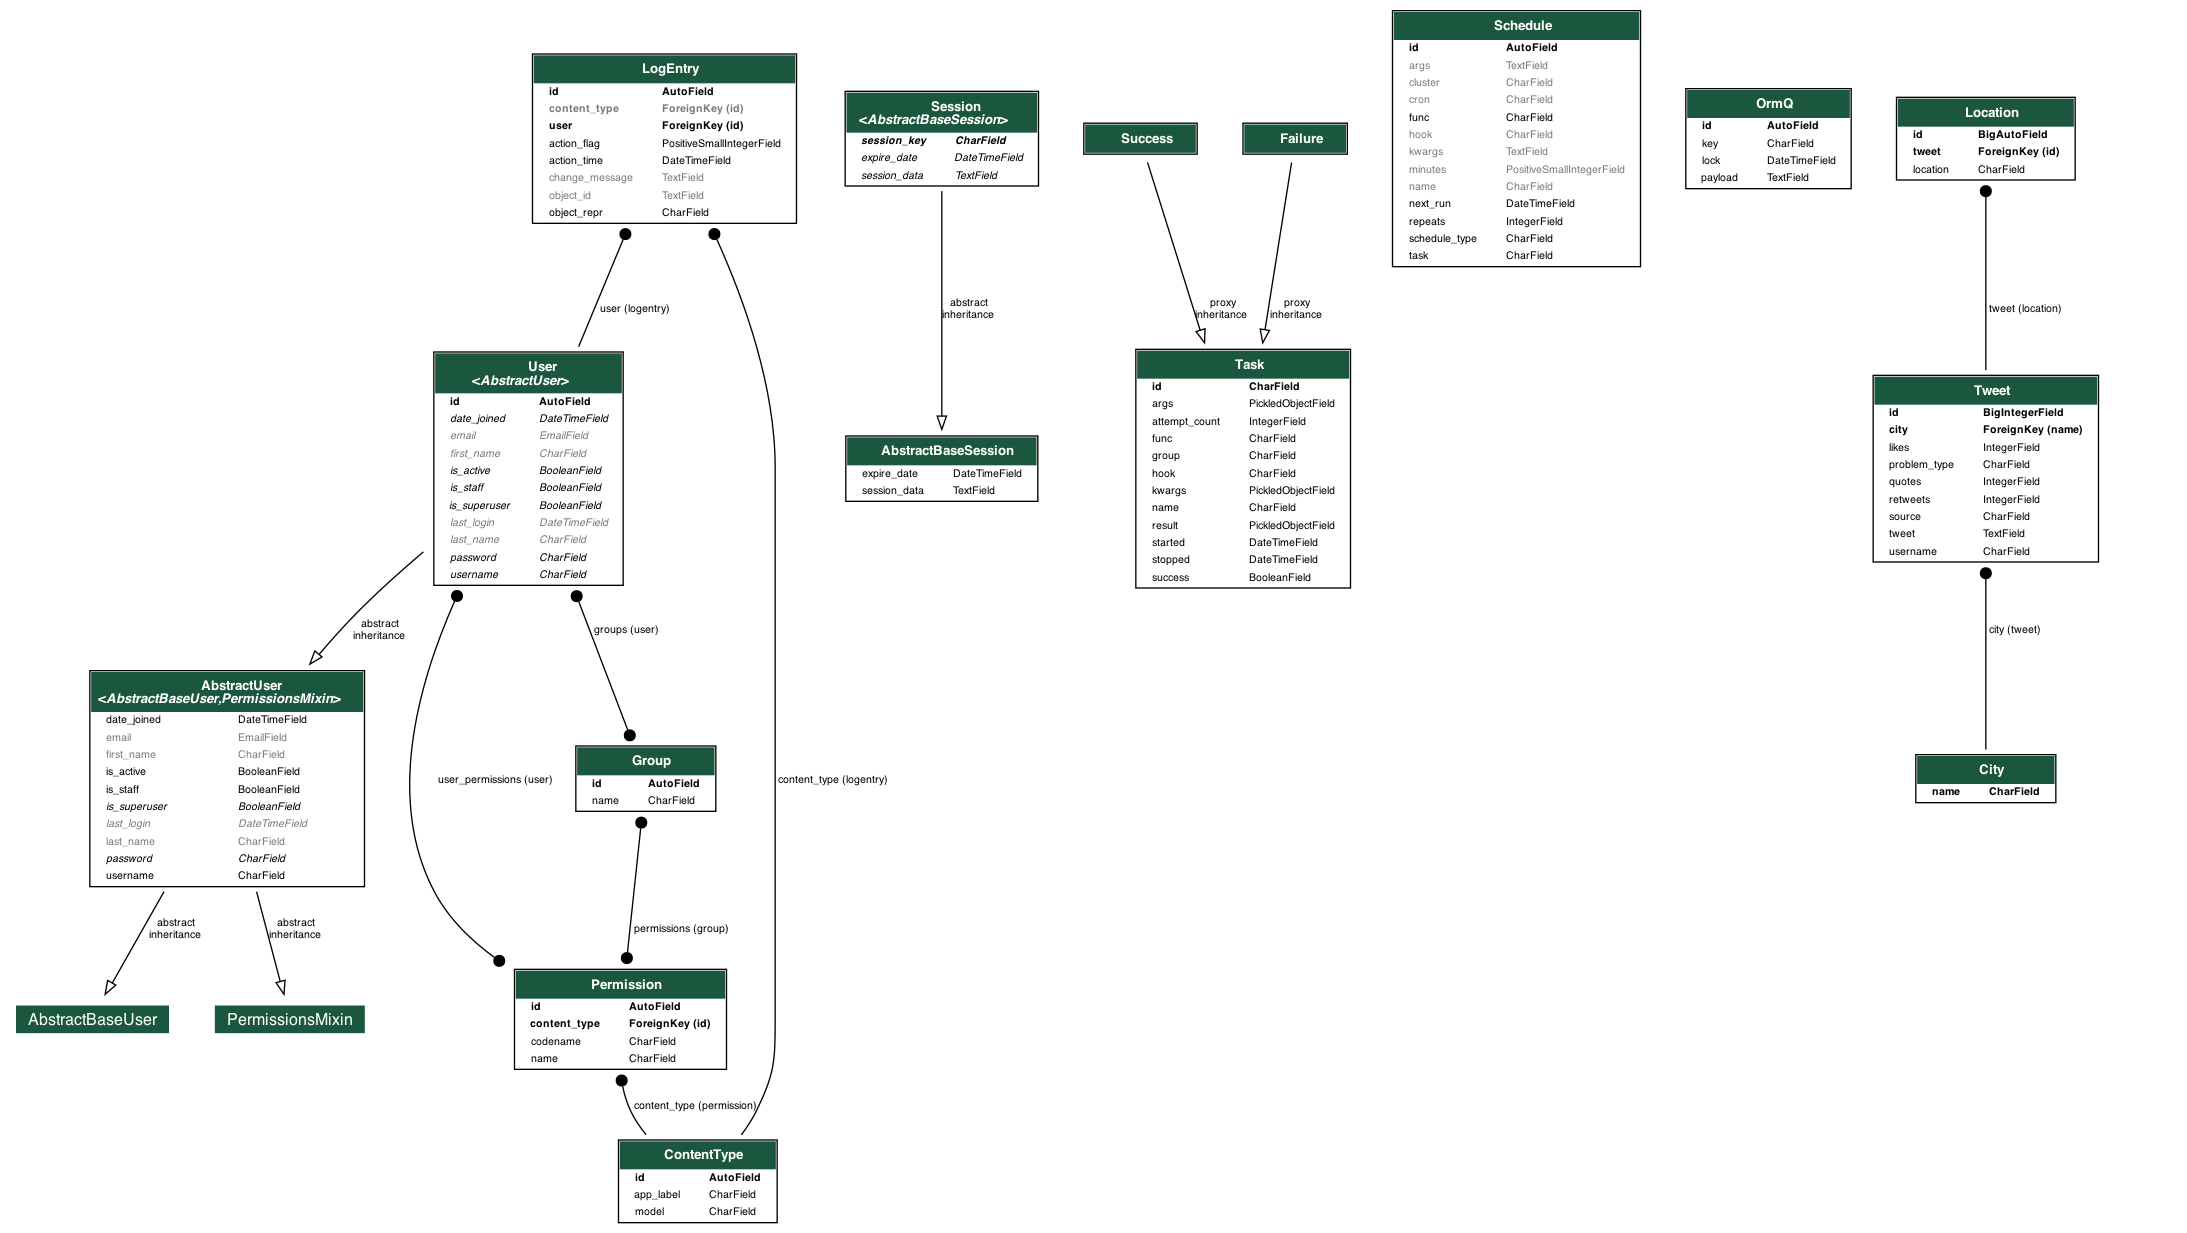 LogEntry
id AutoField
content_type ForeignKey (id)
user ForeignKey (id)
action_flag PositiveSmallIntegerField
action_time DateTimeField
change_message TextField
object_id TextField
object_repr CharField
Session
<AbstractBaseSession>
session_key CharField
expire_date DateTimeField
session_data TextField
Success
Failure
Schedule
id AutoField
args TextField
cluster CharField
cron CharField
func CharField
hook CharField
kwargs TextField
minutes PositiveSmallIntegerField
name CharField
next_run DateTimeField
repeats IntegerField
schedule_type CharField
task CharField
OrmQ
id AutoField
key CharField
lock DateTimeField
payload TextField
Location
id BigAutoField
tweet ForeignKey (id)
location CharField
user (logentry)
abstract
inheritance
proxy
inheritance
proxy
inheritance
tweet (location)
User
<AbstractUser>
id AutoField
date_joined DateTimeField
email EmailField
first_name CharField
is_active BooleanField
is_staff BooleanField
is_superuser BooleanField
last_login DateTimeField
last_name CharField
password CharField
username CharField
AbstractBaseSession
expire_date DateTimeField
session_data TextField
Task
id CharField
args PickledObjectField
attempt_count IntegerField
func CharField
group CharField
hook CharField
kwargs PickledObjectField
name CharField
result PickledObjectField
started DateTimeField
stopped DateTimeField
success BooleanField
Tweet
id BigIntegerField
city ForeignKey (name)
likes IntegerField
problem_type CharField
quotes IntegerField
retweets IntegerField
source CharField
tweet TextField
username CharField
abstract
inheritance
groups (user)
city (tweet)
AbstractUser
<AbstractBaseUser,PermissionsMixin>
date_joined DateTimeField
email EmailField
first_name CharField
is_active BooleanField
is_staff BooleanField
is_superuser BooleanField
last_login DateTimeField
last_name CharField
password CharField
username CharField
user_permissions (user)
Group
id AutoField
name CharField
content_type (logentry)
City
name CharField
abstract
inheritance
abstract
inheritance
permissions (group)
AbstractBaseUser
PermissionsMixin
Permission
id AutoField
content_type ForeignKey (id)
codename CharField
name CharField
content_type (permission)
ContentType
id AutoField
app_label CharField
model CharField